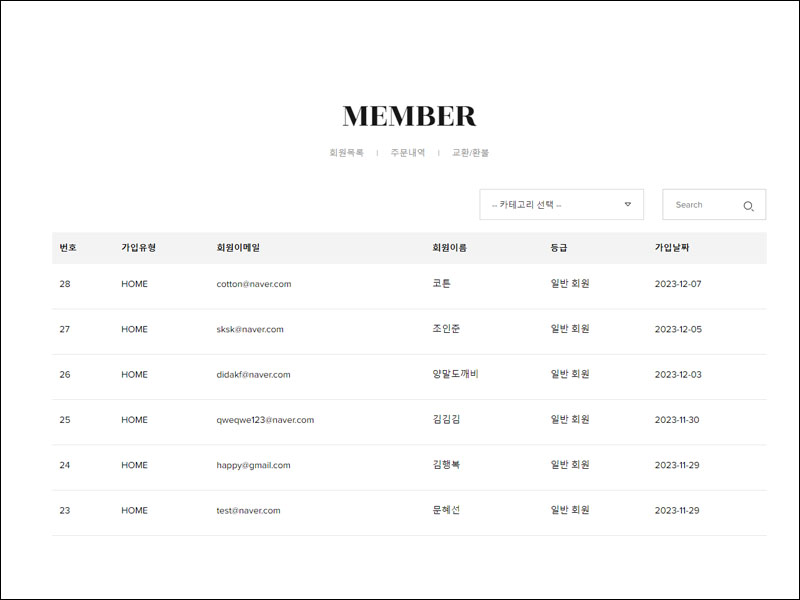 MEMBER
회원목록 | 주문내역 | 교환/환불
-- 카테고리 선택 -- Search
번호 가입유형 회원이메일 회원이름 등급 가입날짜
28 HOME cotton@naver.com 코튼 일반 회원 2023-12-07
27 HOME sksk@naver.com 조인준 일반 회원 2023-12-05
26 HOME didakf@naver.com 양말도깨비 일반 회원 2023-12-03
25 HOME qweqwe123@naver.com 김김김 일반 회원 2023-11-30
24 HOME happy@gmail.com 김행복 일반 회원 2023-11-29
23 HOME test@naver.com 문혜선 일반 회원 2023-11-29